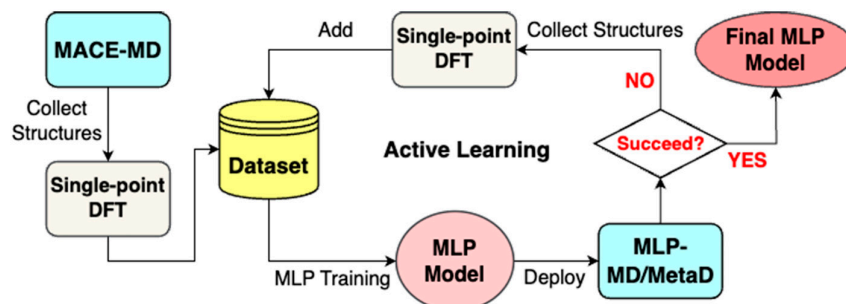 MACE-MD
Collect
Structures
Single-point
DFT
Add
Single-point
DFT
Collect Structures
Final MLP
Model
NO
Succeed?
YES
Dataset
Active Learning
MLP Training
MLP
Model
Deploy
MLP-
MD/MetaD